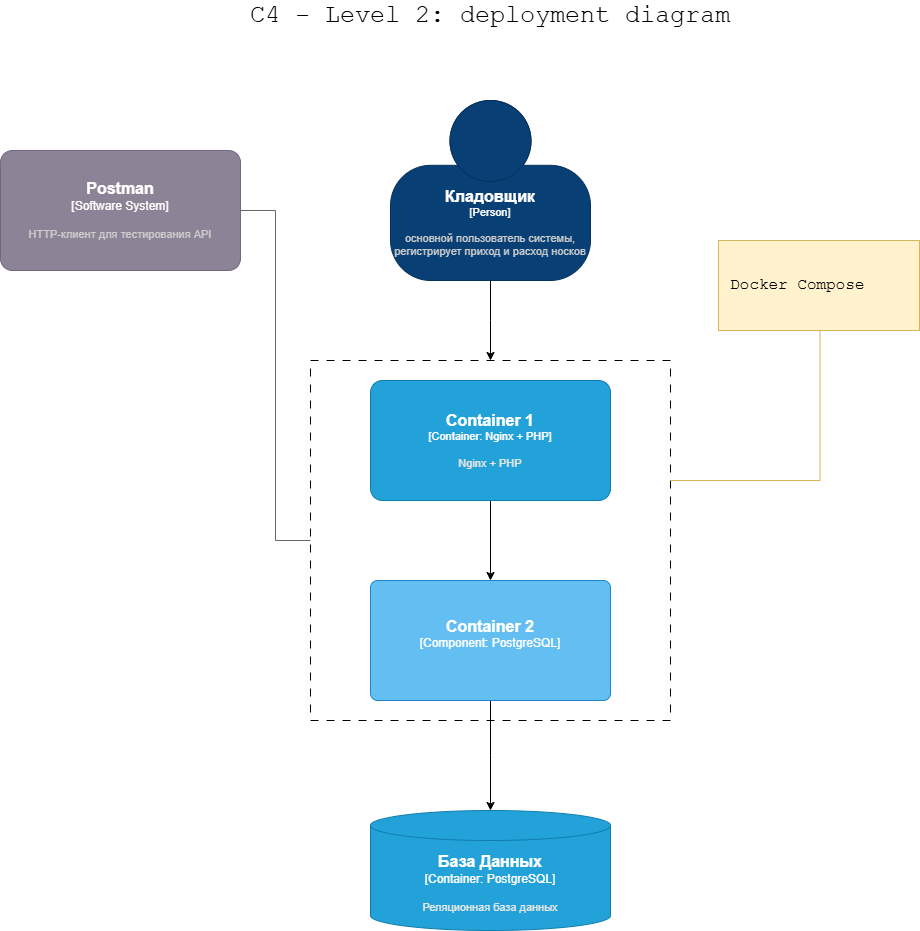 C4 - Level 2: deployment diagram
Postman
[Software System]
HTTP-клиент для тестирования API
Кладовщик
[Person]
основной пользователь системы,
регистрирует приход и расход носков
Docker Compose
Container 1
[Container: Nginx + PHP]
Nginx + PHP
Container 2
[Component: PostgreSQL]
База Данных
[Container: PostgreSQL]
Реляционная база данных